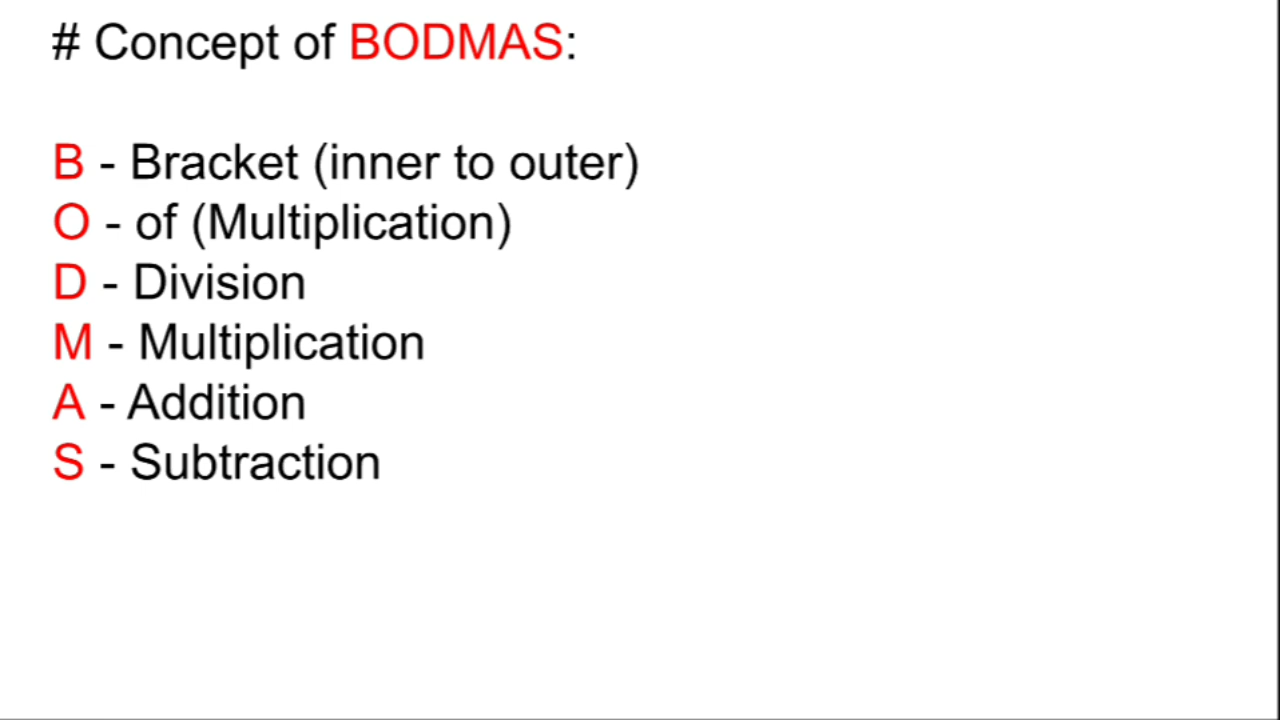 # Concept of BODMAS:
B - Bracket (inner to outer)
O - of (Multiplication)
D - Division
M - Multiplication
A - Addition
S - Subtraction